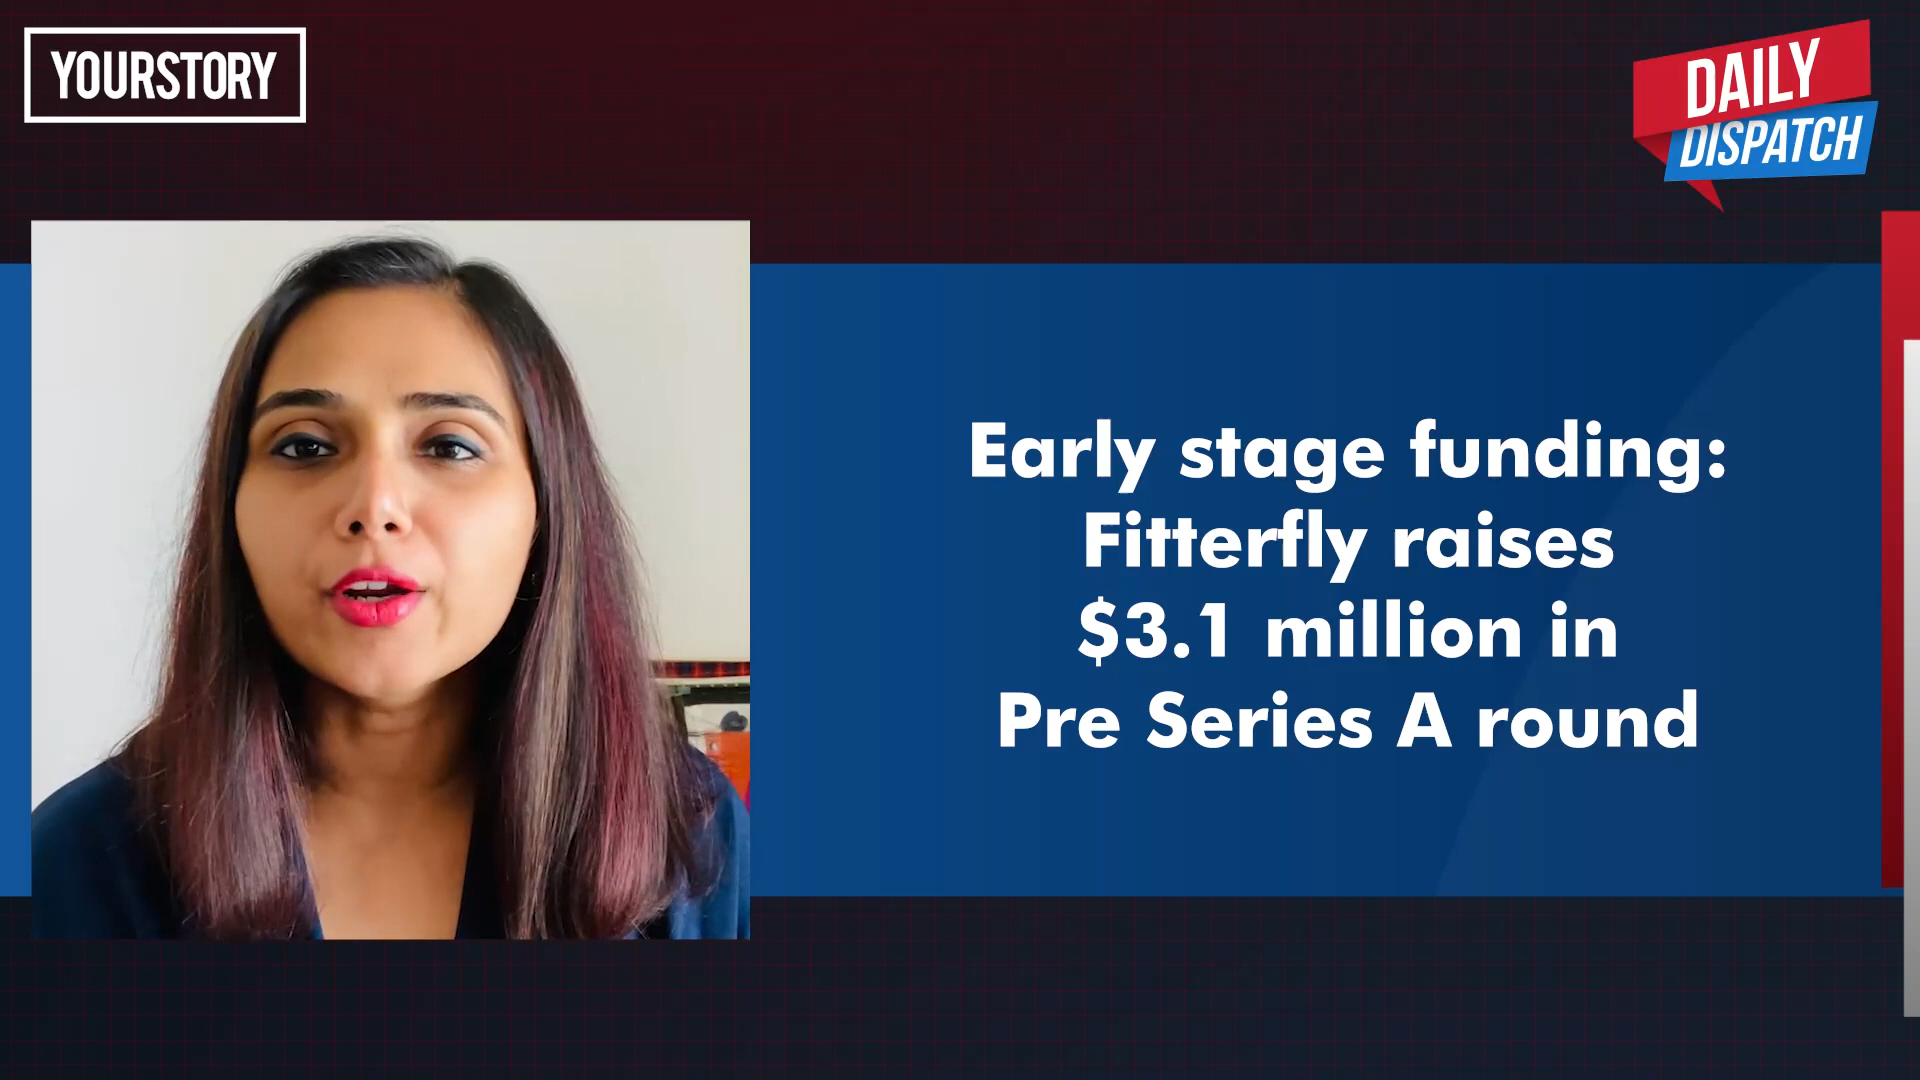 YOURSTORY
DAILY
DISPATCH
Early stage funding:
Fitterfly raises
$3.1 million in
Pre Series A round